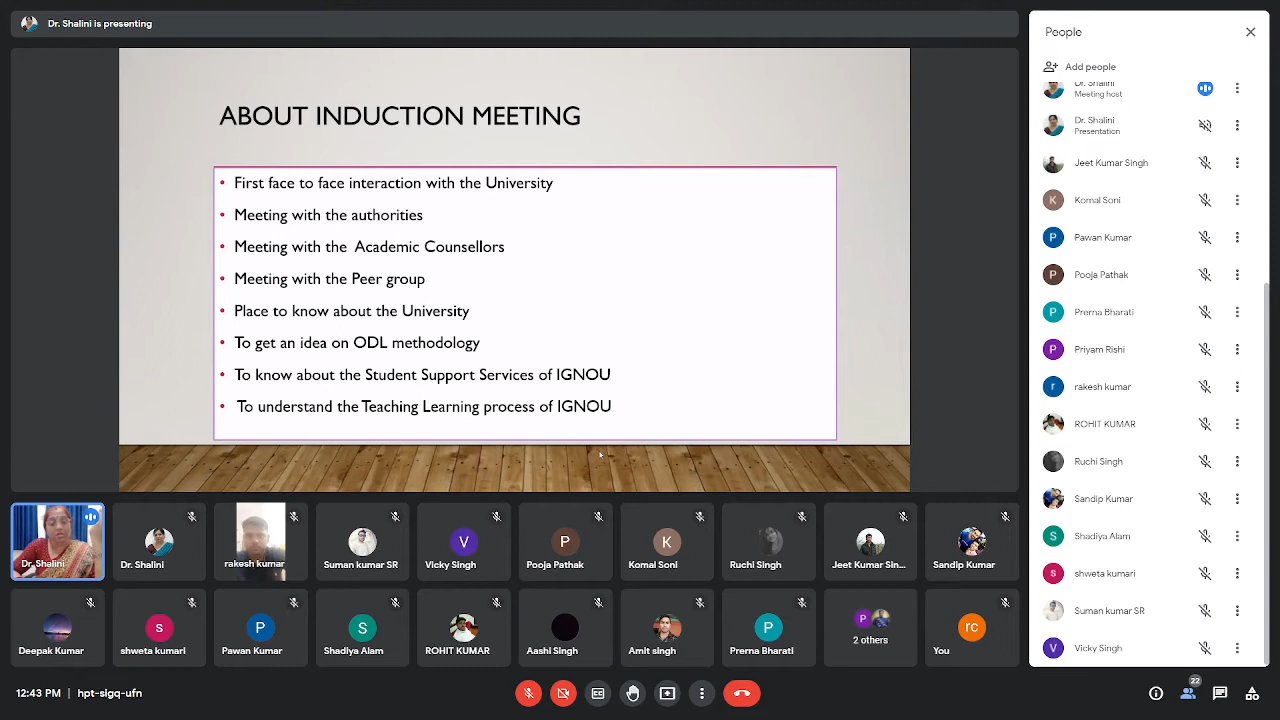 Dr. Shalini is presenting
ABOUT INDUCTION MEETING
• First face to face interaction with the University
• Meeting with the authorities
• Meeting with the Academic Counsellors
• Meeting with the Peer group
• Place to know about the University
• To get an idea on ODL methodology
• To know about the Student Support Services of IGNOU
• To understand the Teaching Learning process of IGNOU
Dr. Shalini
Dr. Shalini
rakesh kumar
Suman kumar SR
V
Vicky Singh
P
Pooja Pathak
K
Komal Soni
Ruchi Singh
Jeet Kumar Sin...
Sandip Kumar
Deepak Kumar
s
shweta kumari
P
Pawan Kumar
S
Shadiya Alam
ROHIT KUMAR
Aashi Singh
Amit singh
P
Prerna Bharati
P
2 others
rc
You
12:43 PM | hpt-slgq-ufn
22
People
Add people
Dr. Shalini
Meeting host
Dr. Shalini
Presentation
Jeet Kumar Singh
K Komal Soni
P Pawan Kumar
P Pooja Pathak
P Prerna Bharati
P Priyam Rishi
r rakesh kumar
ROHIT KUMAR
Ruchi Singh
Sandip Kumar
S Shadiya Alam
s shweta kumari
Suman kumar SR
V Vicky Singh